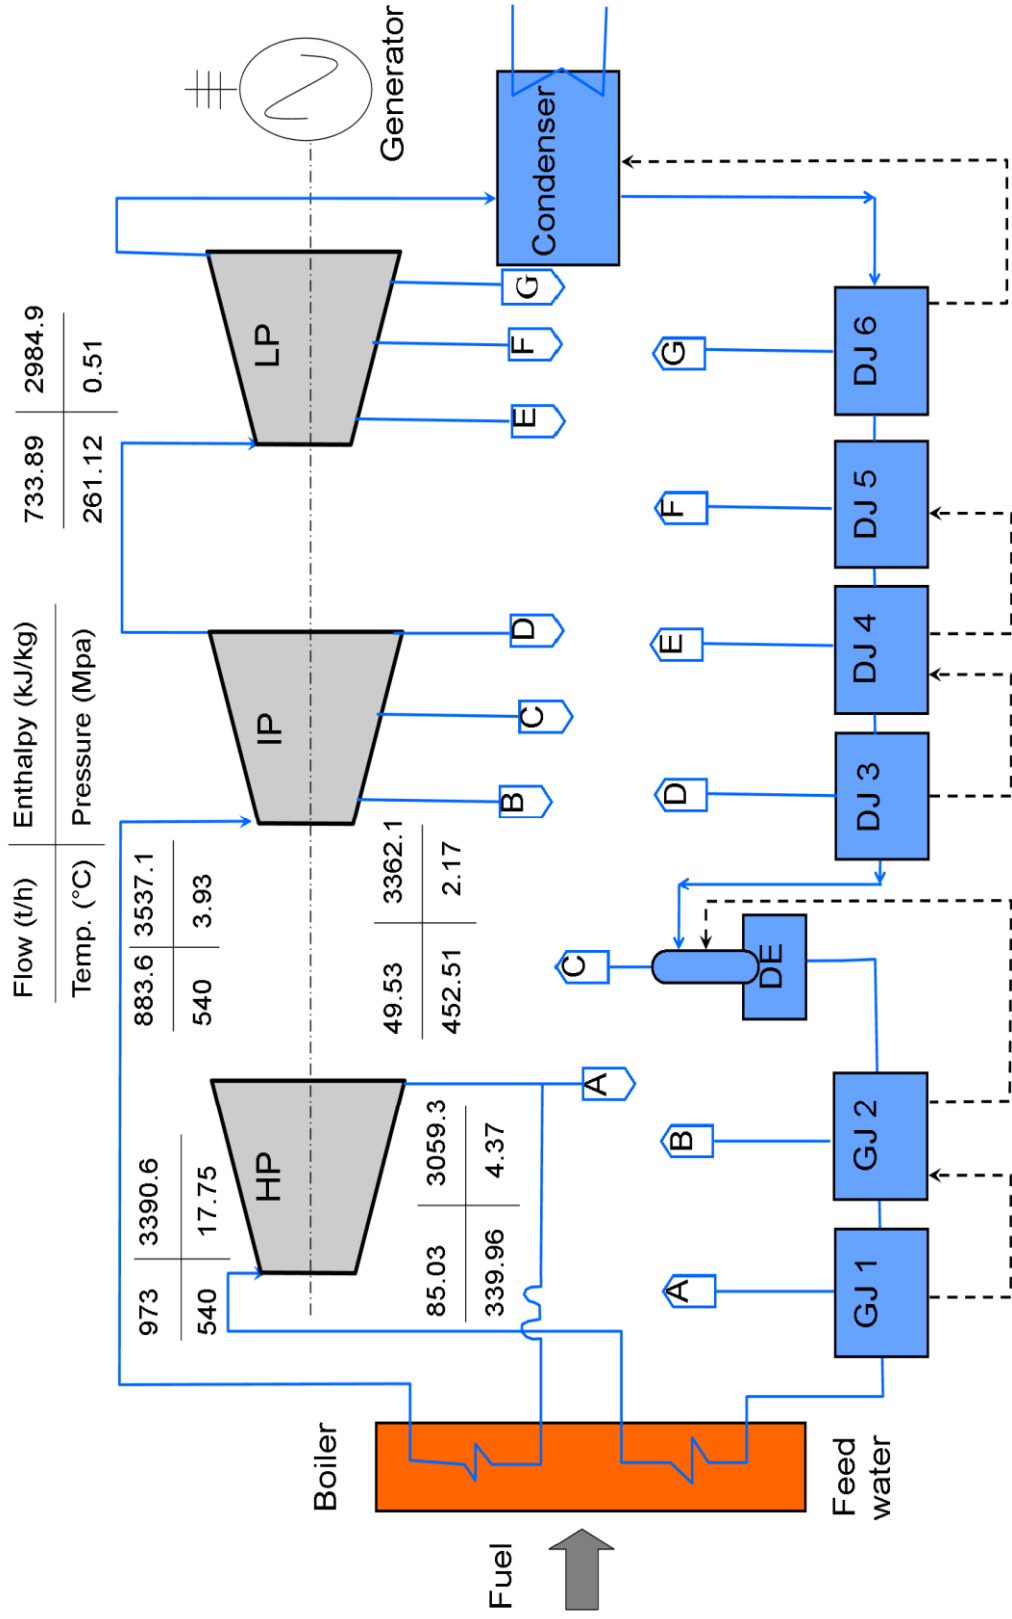 Flow (t/h) Enthalpy (kJ/kg)
Temp. (°C) Pressure (Mpa)
733.89 2984.9
261.12 0.51
883.6 3537.1
540 3.93
973 3390.6
540 17.75
HP
IP
LP
Generator
49.53 3362.1
452.51 2.17
85.03 3059.3
339.96 4.37
Boiler
Fuel
Feed
water
A
B
C
D
E
F
G
Condenser
A
B
C
D
E
F
G
GJ 1
GJ 2
DE
DJ 3
DJ 4
DJ 5
DJ 6